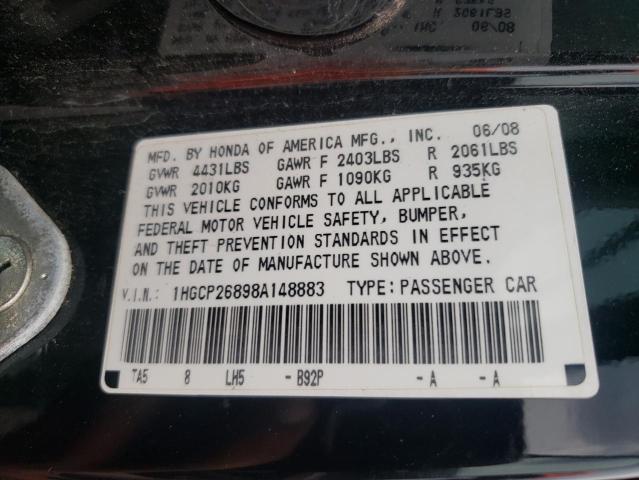 MFD. BY HONDA OF AMERICA MFG., INC. 06/08
GVWR 4431LBS GAWR F 2403LBS R 2061LBS
GVWR 2010KG GAWR F 1090KG R 935KG
THIS VEHICLE CONFORMS TO ALL APPLICABLE
FEDERAL MOTOR VEHICLE SAFETY, BUMPER,
AND THEFT PREVENTION STANDARDS IN EFFECT
ON THE DATE OF MANUFACTURE SHOWN ABOVE.
V.I.N.: 1HGCP26898A148883 TYPE: PASSENGER CAR
TA5 8 LH5 -B92P -A -A